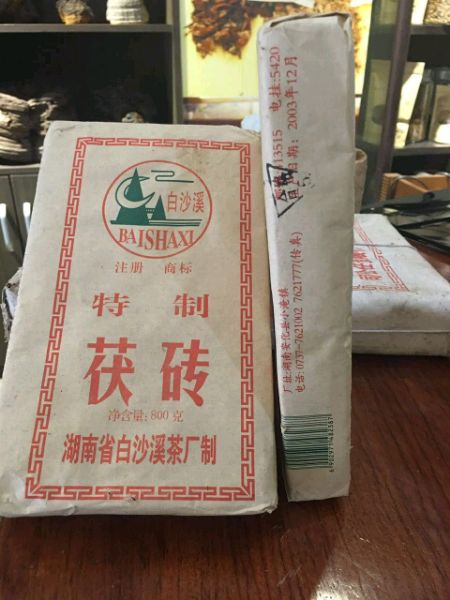 白沙溪
BAISHAXI
注册 商标
特制
茯砖
净含量:800克
湖南省白沙溪茶厂制
电挂:5420
13515
日期: 2003年12月
厂址:湖南安化县小淹镇
电话:0737-7621002 7621777(传真)